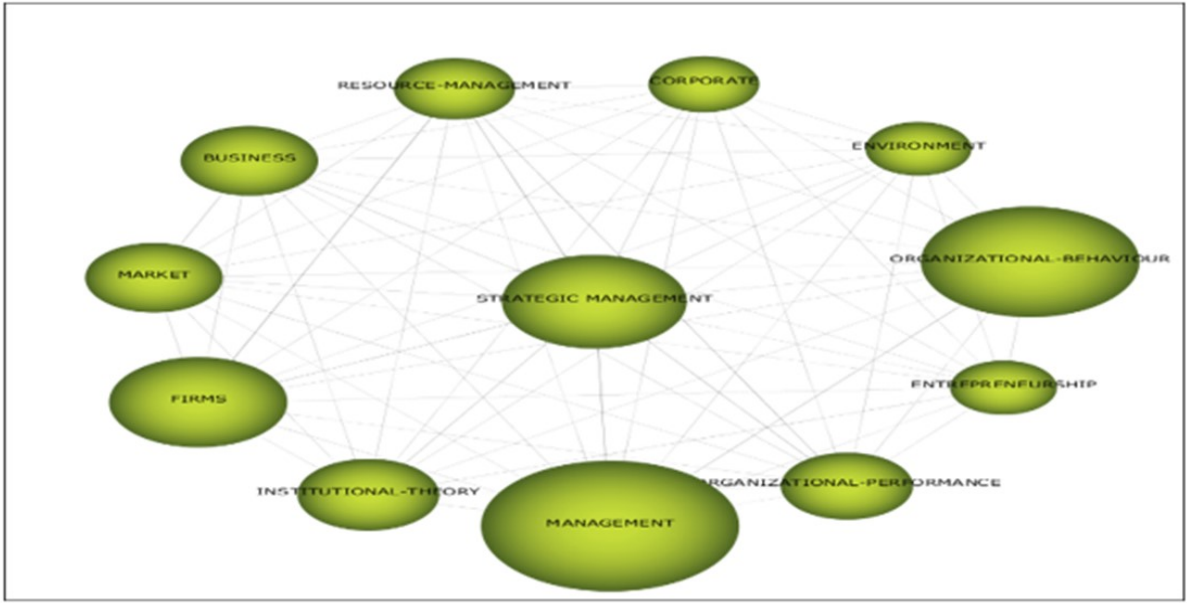 RESOURCE-MANAGEMENT
CORPORATE
ENVIRONMENT
BUSINESS
ORGANIZATIONAL-BEHAVIOUR
MARKET
STRATEGIC MANAGEMENT
ENTREPRENEURSHIP
FIRMS
ORGANIZATIONAL-PERFORMANCE
INSTITUTIONAL-THEORY
MANAGEMENT